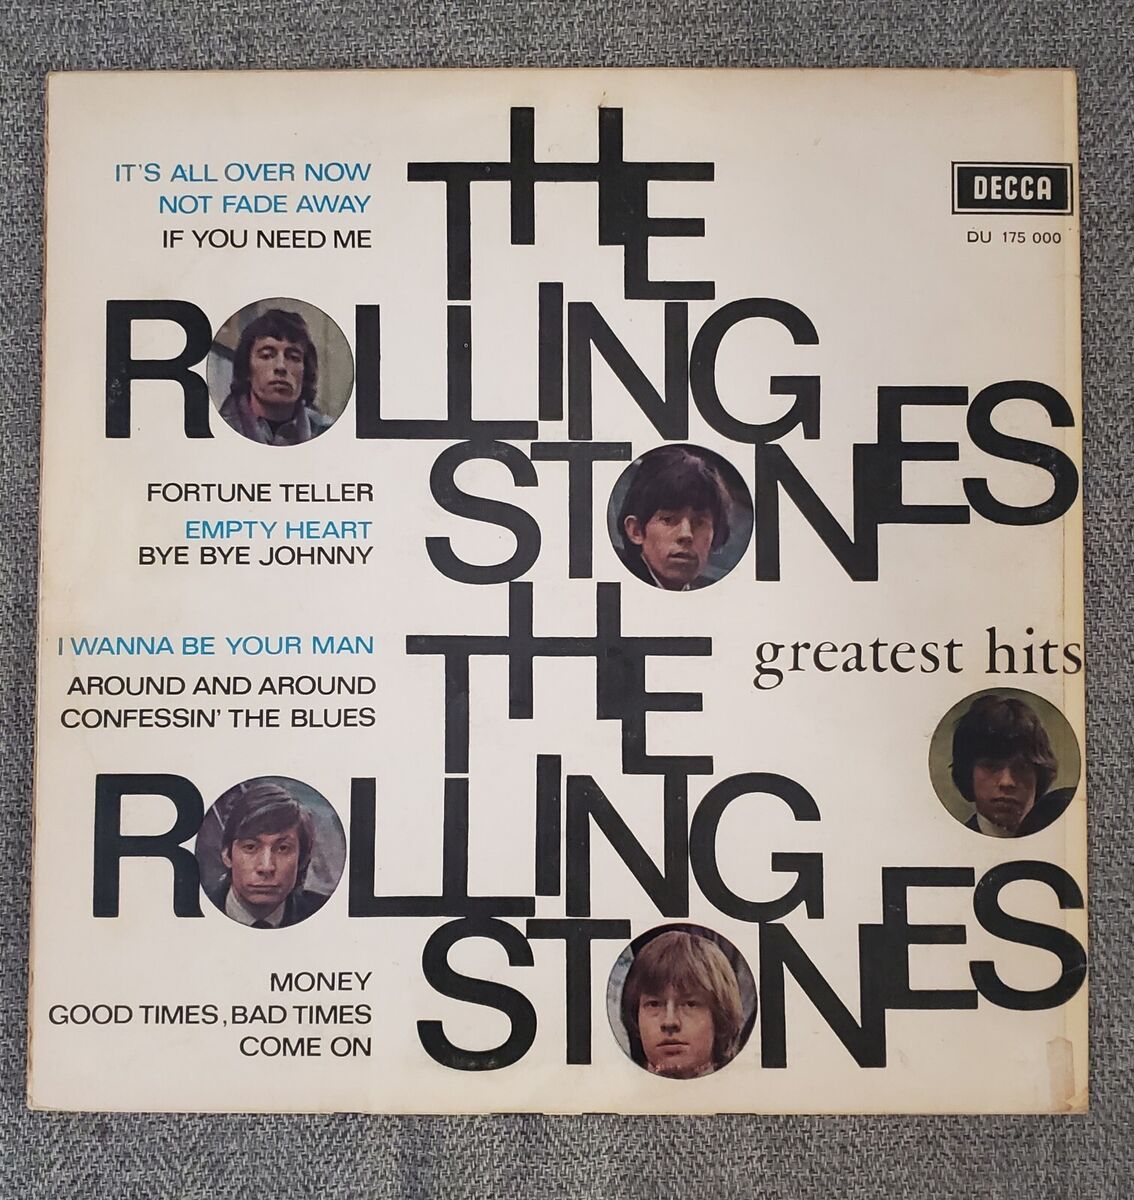 IT'S ALL OVER NOW
NOT FADE AWAY
IF YOU NEED ME
THE
DECCA
DU 175 000
ROLLING
STONES
FORTUNE TELLER
EMPTY HEART
BYE BYE JOHNNY
THE
greatest hits
I WANNA BE YOUR MAN
AROUND AND AROUND
CONFESSIN' THE BLUES
ROLLING
STONES
MONEY
GOOD TIMES, BAD TIMES
COME ON